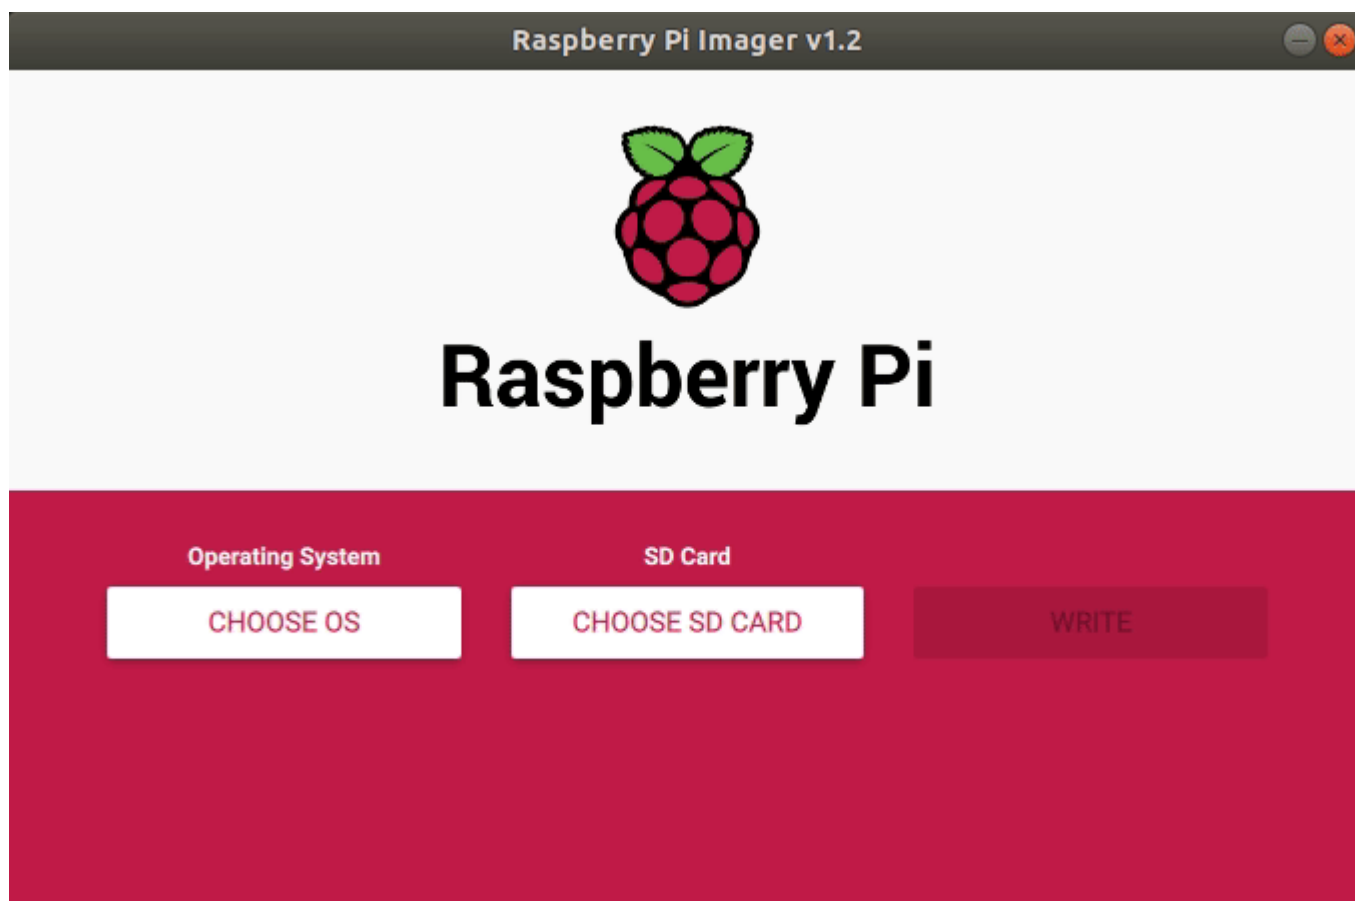 Raspberry Pi Imager v1.2
Raspberry Pi
Operating System
SD Card
CHOOSE OS
CHOOSE SD CARD
WRITE